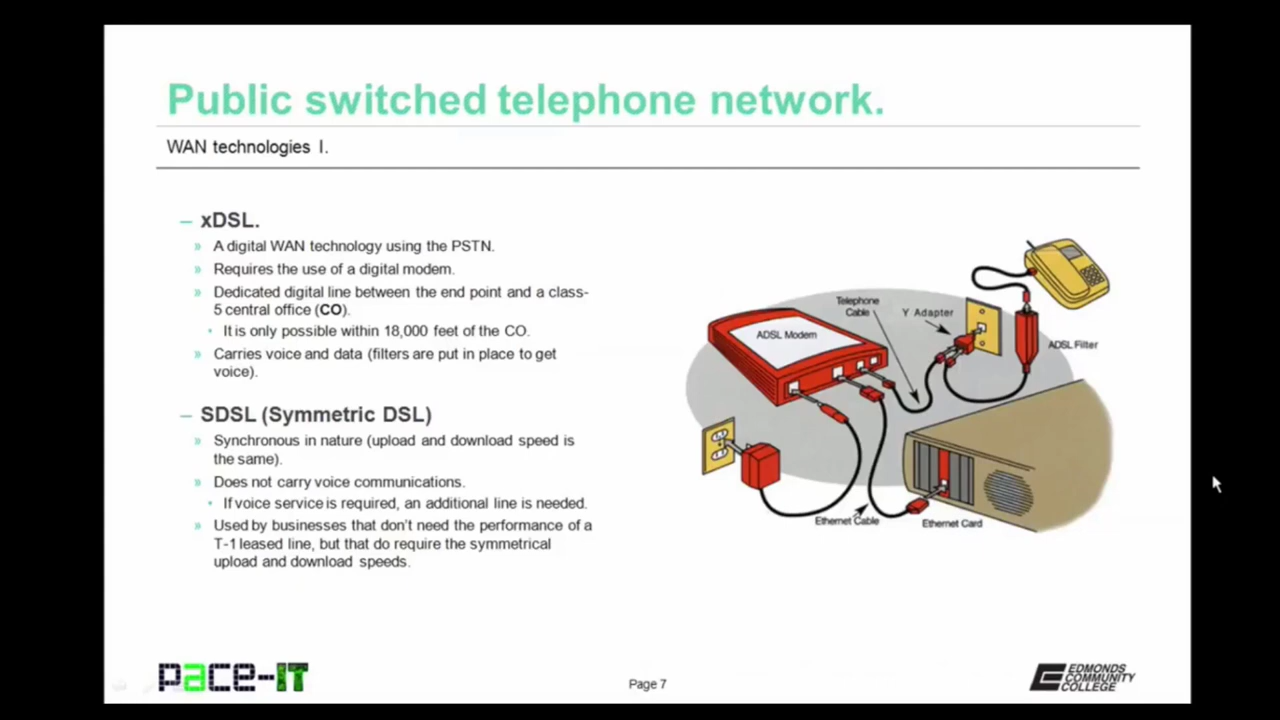 Public switched telephone network.
WAN technologies I.
– xDSL.
» A digital WAN technology using the PSTN.
» Requires the use of a digital modem.
» Dedicated digital line between the end point and a class-
5 central office (CO).
• It is only possible within 18,000 feet of the CO.
» Carries voice and data (filters are put in place to get
voice).
– SDSL (Symmetric DSL)
» Synchronous in nature (upload and download speed is
the same).
» Does not carry voice communications.
• If voice service is required, an additional line is needed.
» Used by businesses that don't need the performance of a
T-1 leased line, but that do require the symmetrical
upload and download speeds.
Telephone
Cable
Y Adapter
ADSL Modem
ADSL Filter
Ethernet Cable
Ethernet Card
pace-IT
Page 7
EDMONDS
COMMUNITY
COLLEGE